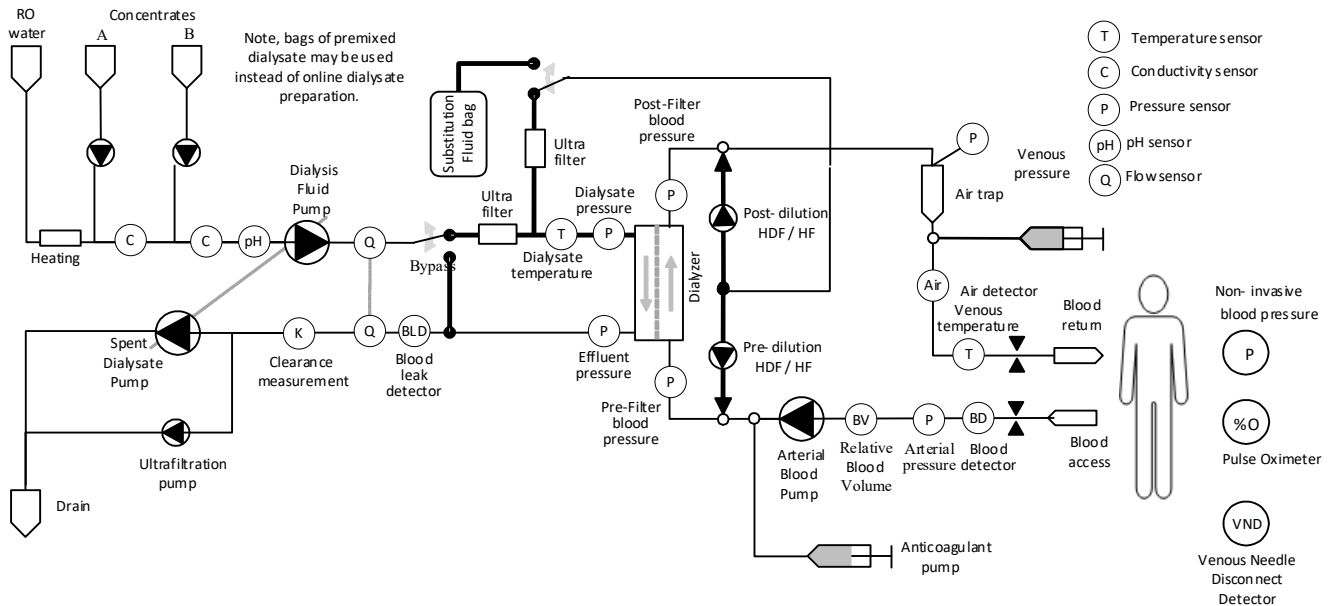 RO
water
Concentrates
A
B
Note, bags of premixed
dialysate may be used
instead of online dialysate
preparation.
Substitution
Fluid bag
Ultra
filter
Post-Filter
blood
pressure
P
Venous
pressure
Air trap
T
Temperature sensor
C
Conductivity sensor
P
Pressure sensor
pH
pH sensor
Q
Flow sensor
Dialysis
Fluid
Pump
Ultra
filter
Dialysate
pressure
P
Post- dilution
HDF / HF
Heating
C
C
pH
Q
Bypass
T
P
Dialysate
temperature
Dialyzer
Air
Air detector
Venous
temperature
T
Blood
return
Non- invasive
blood pressure
P
Spent
Dialysate
Pump
K
Clearance
measurement
Q
BLD
Blood
leak
detector
P
Effluent
pressure
P
Pre- dilution
HDF / HF
Pre-Filter
blood
pressure
Arterial
Blood
Pump
BV
Relative
Blood
Volume
P
Arterial
pressure
BD
Blood
detector
Blood
access
%O
Pulse Oximeter
Ultrafiltration
pump
Drain
Anticoagulant
pump
VND
Venous Needle
Disconnect
Detector